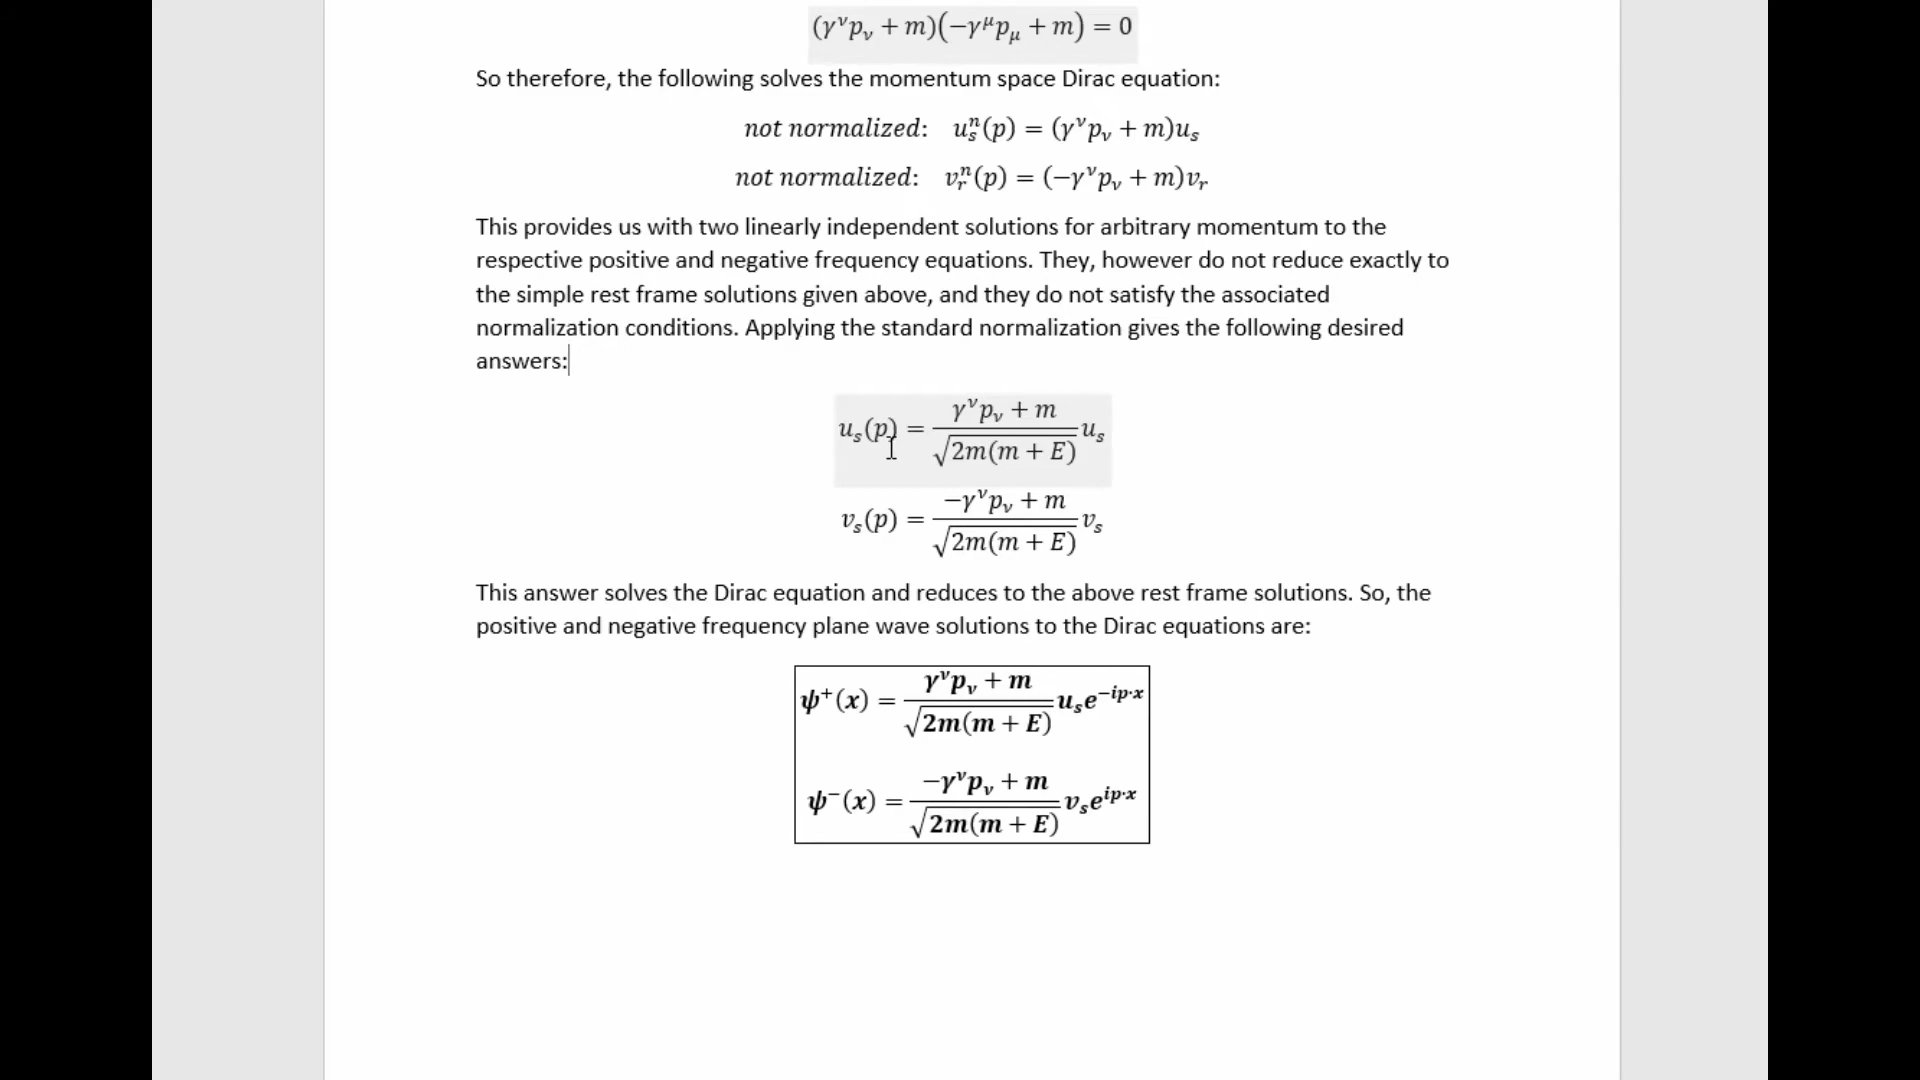 (γ^ν p_ν + m)(−γ^μ p_μ + m) = 0
So therefore, the following solves the momentum space Dirac equation:
not normalized: u_s^n(p) = (γ^ν p_ν + m)u_s
not normalized: v_r^n(p) = (−γ^ν p_ν + m)v_r
This provides us with two linearly independent solutions for arbitrary momentum to the
respective positive and negative frequency equations. They, however do not reduce exactly to
the simple rest frame solutions given above, and they do not satisfy the associated
normalization conditions. Applying the standard normalization gives the following desired
answers:
u_s(p) = (γ^ν p_ν + m)/√(2m(m + E)) u_s
v_s(p) = (−γ^ν p_ν + m)/√(2m(m + E)) v_s
This answer solves the Dirac equation and reduces to the above rest frame solutions. So, the
positive and negative frequency plane wave solutions to the Dirac equations are:
ψ^+(x) = (γ^ν p_ν + m)/√(2m(m + E)) u_s e^{−ip·x}
ψ^−(x) = (−γ^ν p_ν + m)/√(2m(m + E)) v_s e^{ip·x}